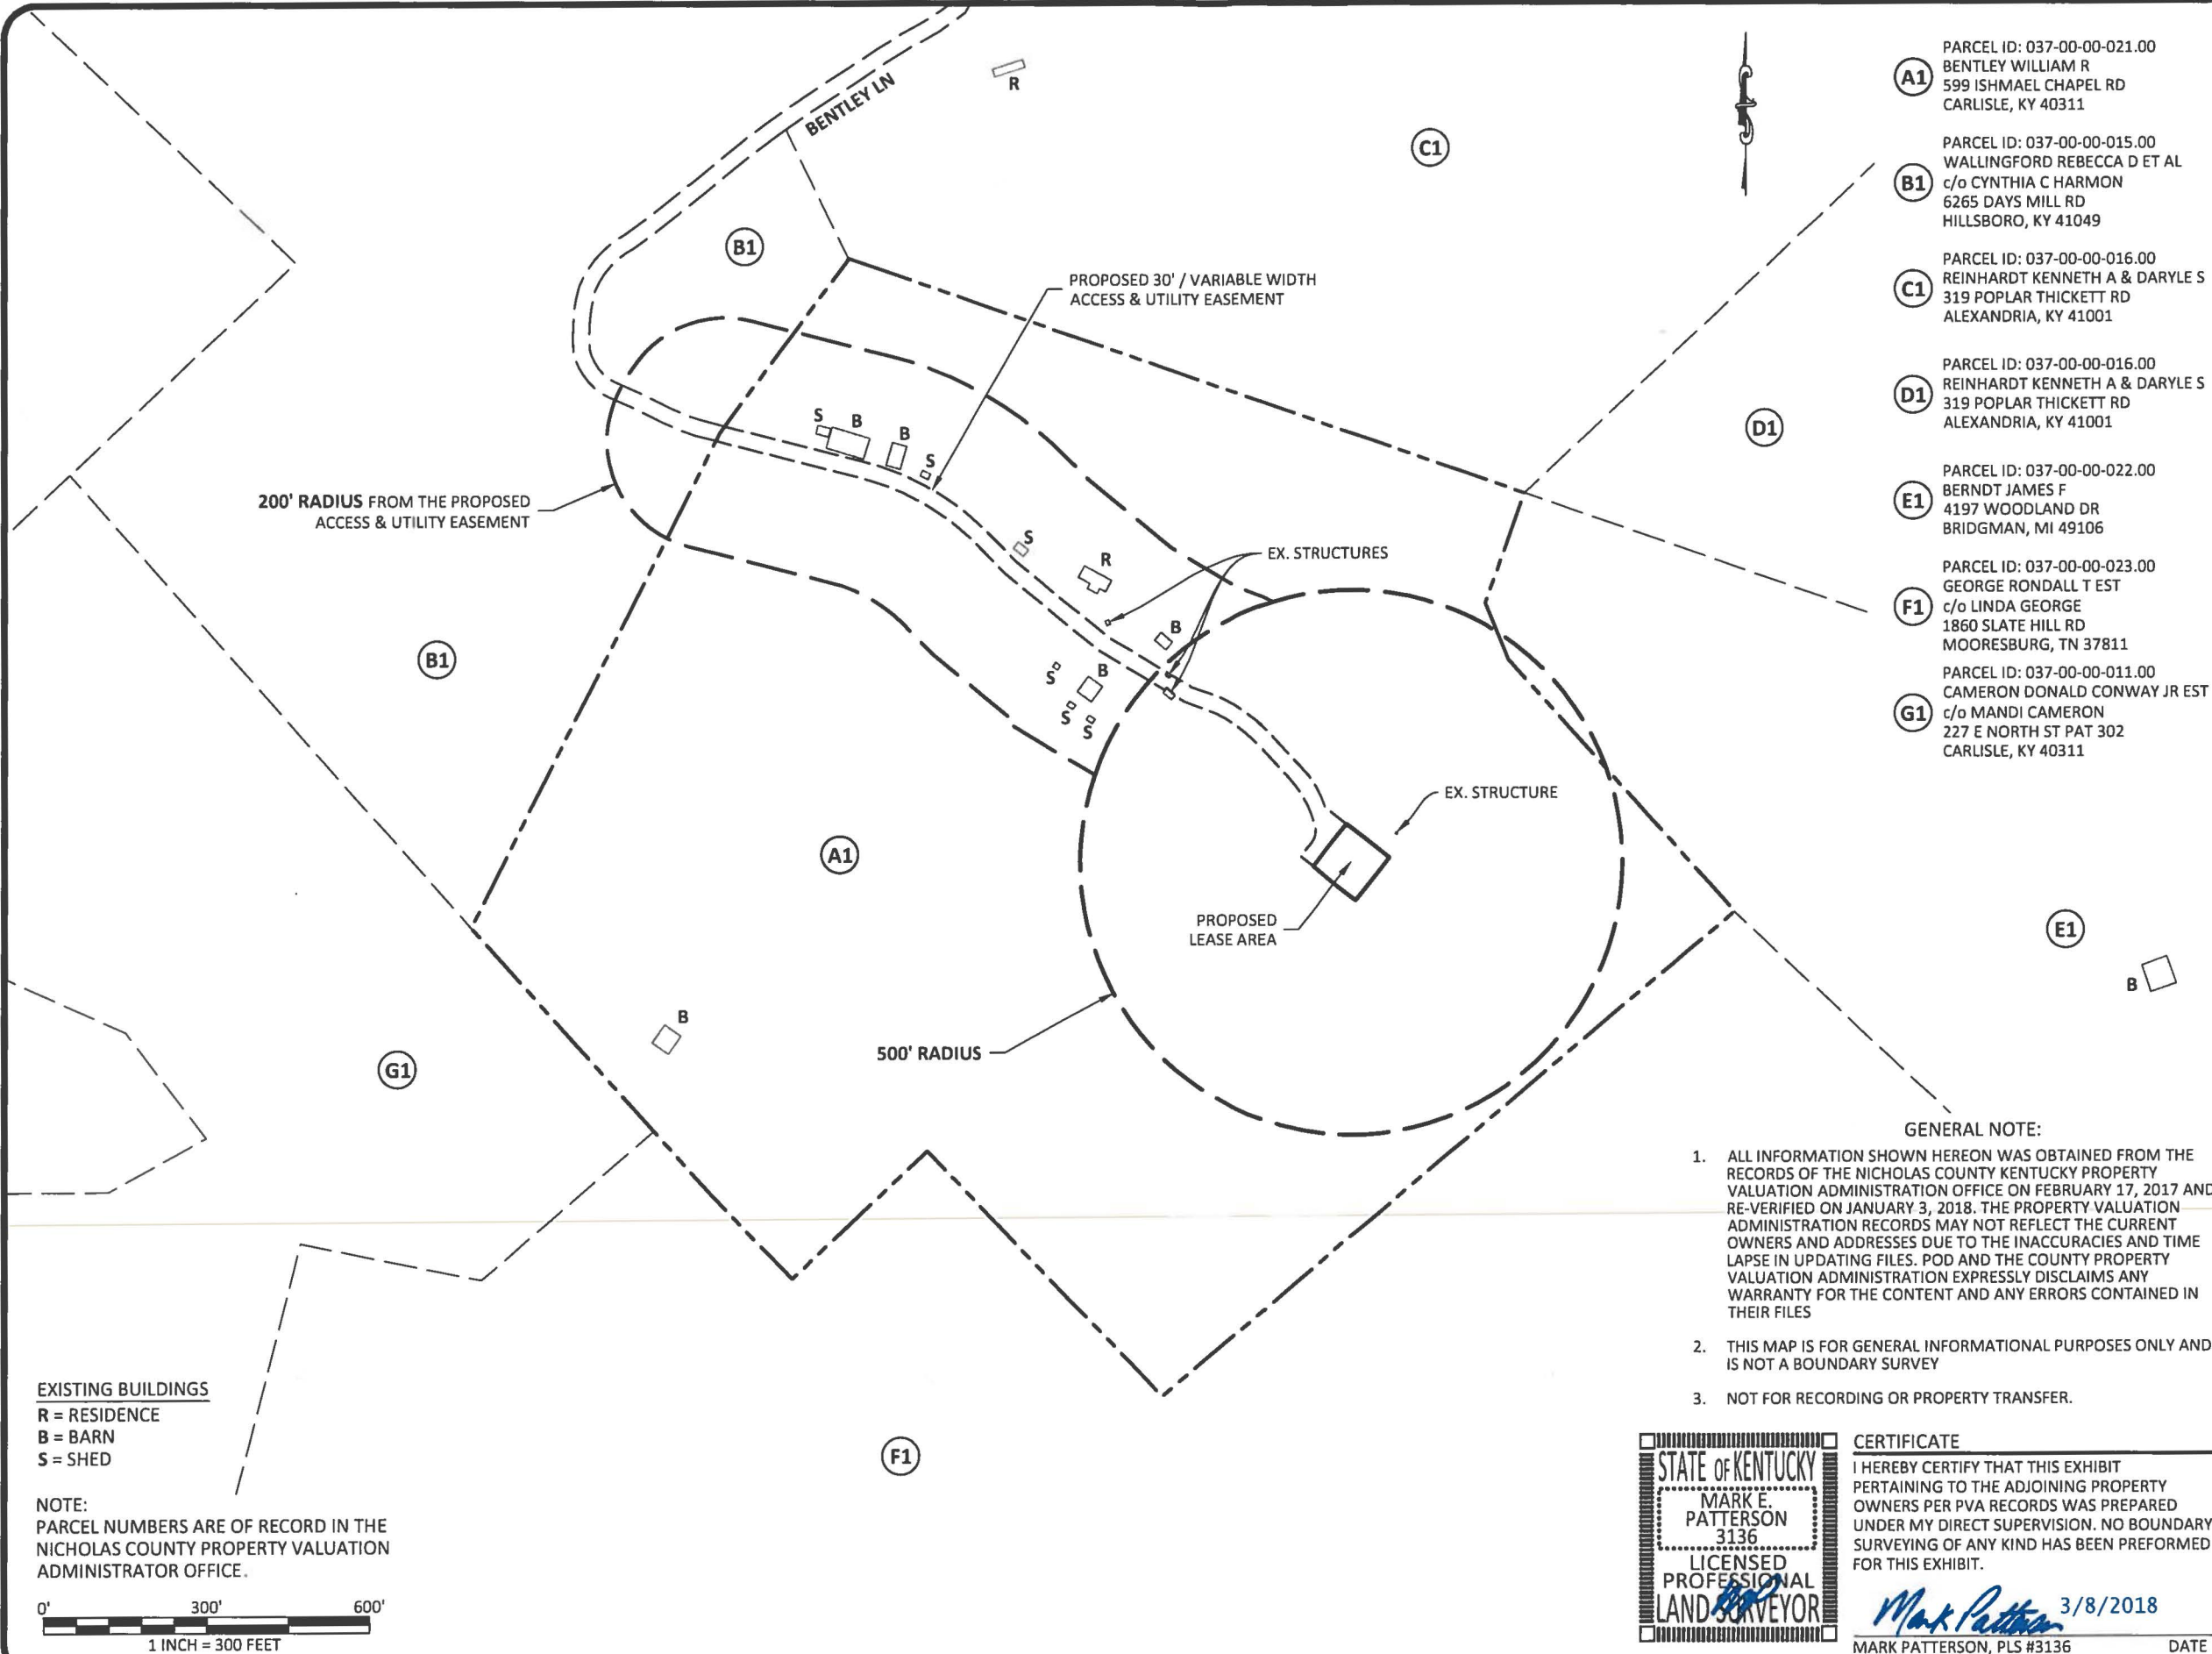 BENTLEY LN
R
C1
B1
PROPOSED 30' / VARIABLE WIDTH
ACCESS & UTILITY EASEMENT
S
B
B
S
D1
200' RADIUS FROM THE PROPOSED
ACCESS & UTILITY EASEMENT
S
R
EX. STRUCTURES
B
B1
S
B
S
S
EX. STRUCTURE
A1
PROPOSED
LEASE AREA
E1
B
B
500' RADIUS
G1
F1
A1
PARCEL ID: 037-00-00-021.00
BENTLEY WILLIAM R
599 ISHMAEL CHAPEL RD
CARLISLE, KY 40311
B1
PARCEL ID: 037-00-00-015.00
WALLINGFORD REBECCA D ET AL
c/o CYNTHIA C HARMON
6265 DAYS MILL RD
HILLSBORO, KY 41049
C1
PARCEL ID: 037-00-00-016.00
REINHARDT KENNETH A & DARYLE S
319 POPLAR THICKETT RD
ALEXANDRIA, KY 41001
D1
PARCEL ID: 037-00-00-016.00
REINHARDT KENNETH A & DARYLE S
319 POPLAR THICKETT RD
ALEXANDRIA, KY 41001
E1
PARCEL ID: 037-00-00-022.00
BERNDT JAMES F
4197 WOODLAND DR
BRIDGMAN, MI 49106
F1
PARCEL ID: 037-00-00-023.00
GEORGE RONDALL T EST
c/o LINDA GEORGE
1860 SLATE HILL RD
MOORESBURG, TN 37811
G1
PARCEL ID: 037-00-00-011.00
CAMERON DONALD CONWAY JR EST
c/o MANDI CAMERON
227 E NORTH ST PAT 302
CARLISLE, KY 40311
GENERAL NOTE:
1. ALL INFORMATION SHOWN HEREON WAS OBTAINED FROM THE
RECORDS OF THE NICHOLAS COUNTY KENTUCKY PROPERTY
VALUATION ADMINISTRATION OFFICE ON FEBRUARY 17, 2017 AND
RE-VERIFIED ON JANUARY 3, 2018. THE PROPERTY VALUATION
ADMINISTRATION RECORDS MAY NOT REFLECT THE CURRENT
OWNERS AND ADDRESSES DUE TO THE INACCURACIES AND TIME
LAPSE IN UPDATING FILES. POD AND THE COUNTY PROPERTY
VALUATION ADMINISTRATION EXPRESSLY DISCLAIMS ANY
WARRANTY FOR THE CONTENT AND ANY ERRORS CONTAINED IN
THEIR FILES
2. THIS MAP IS FOR GENERAL INFORMATIONAL PURPOSES ONLY AND
IS NOT A BOUNDARY SURVEY
3. NOT FOR RECORDING OR PROPERTY TRANSFER.
EXISTING BUILDINGS
R = RESIDENCE
B = BARN
S = SHED
NOTE:
PARCEL NUMBERS ARE OF RECORD IN THE
NICHOLAS COUNTY PROPERTY VALUATION
ADMINISTRATOR OFFICE.
0' 300' 600'
1 INCH = 300 FEET
STATE OF KENTUCKY
MARK E.
PATTERSON
3136
LICENSED
PROFESSIONAL
LAND SURVEYOR
CERTIFICATE
I HEREBY CERTIFY THAT THIS EXHIBIT
PERTAINING TO THE ADJOINING PROPERTY
OWNERS PER PVA RECORDS WAS PREPARED
UNDER MY DIRECT SUPERVISION. NO BOUNDARY
SURVEYING OF ANY KIND HAS BEEN PREFORMED
FOR THIS EXHIBIT.
Mark Patterson 3/8/2018
MARK PATTERSON, PLS #3136 DATE